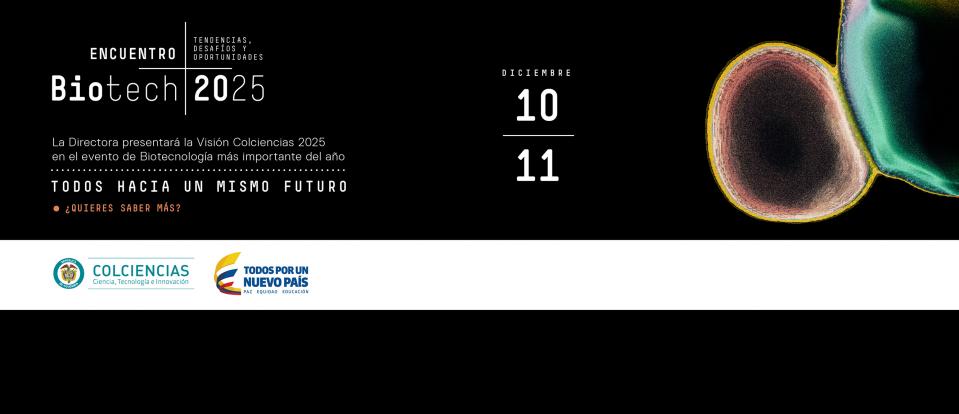 ENCUENTRO
TENDENCIAS,
DESAFÍOS Y
OPORTUNIDADES
Biotech 2025
La Directora presentará la Visión Colciencias 2025
en el evento de Biotecnología más importante del año
TODOS HACIA UN MISMO FUTURO
¿QUIERES SABER MÁS?
DICIEMBRE
10
11
COLCIENCIAS
Ciencia, Tecnología e Innovación
TODOS POR UN
NUEVO PAÍS
PAZ EQUIDAD EDUCACIÓN